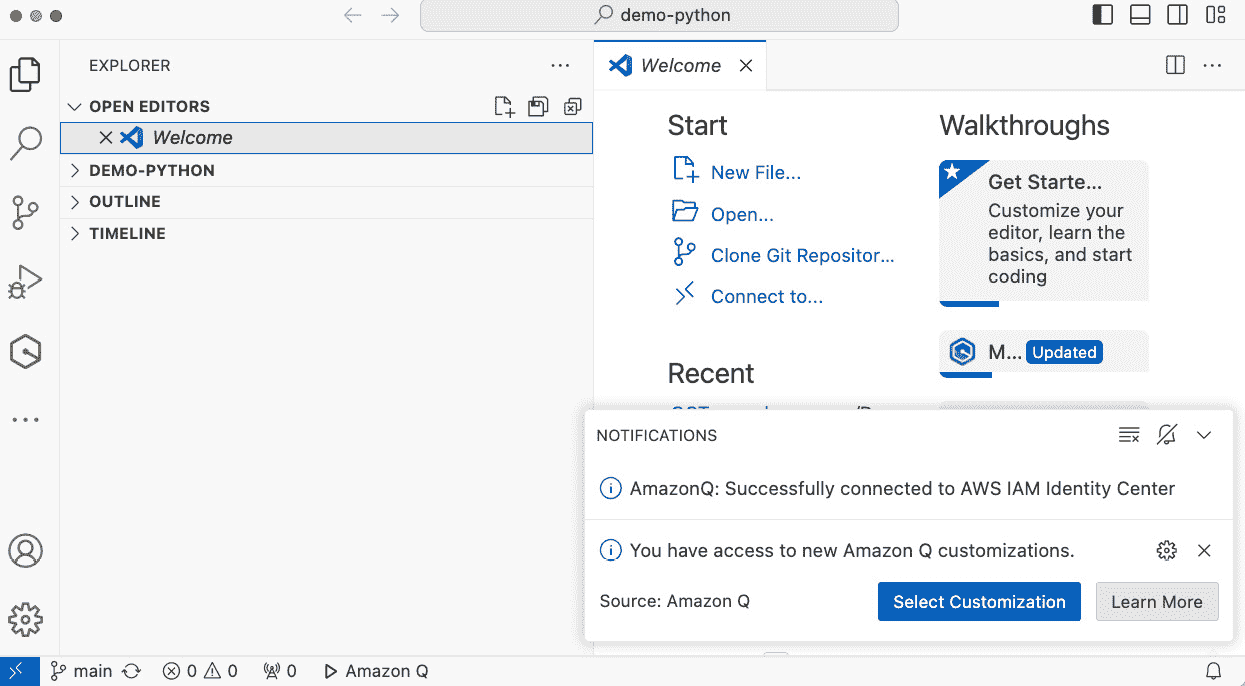 demo-python
EXPLORER
OPEN EDITORS
Welcome
DEMO-PYTHON
OUTLINE
TIMELINE
Welcome
Start
New File...
Open...
Clone Git Repositor...
Connect to...
Recent
Walkthroughs
Get Starte...
Customize your
editor, learn the
basics, and start
coding
M... Updated
NOTIFICATIONS
AmazonQ: Successfully connected to AWS IAM Identity Center
You have access to new Amazon Q customizations.
Source: Amazon Q
Select Customization
Learn More
main 0 0 0 Amazon Q